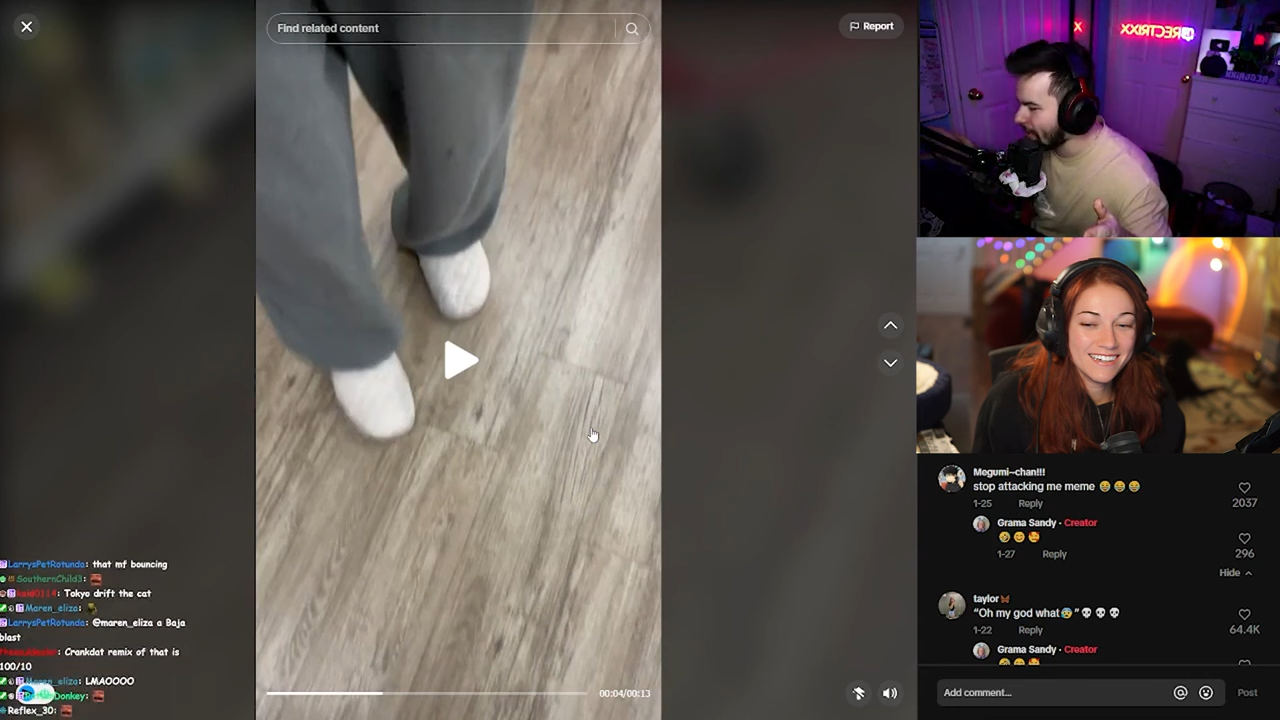 Find related content
Report
RECTRIXX
X
00:04/00:13
LarrysPetRotunda: that mf bouncing
SouthernChild3:
Tokyo drift the cat
Maren_eliza:
LarrysPetRotunda: @maren_eliza a Baja
blast
Crankdat remix of that is
100/10
Maren_eliza: LMAOOOO
Donkey:
Reflex_30:
Megumi~chan!!!
stop attacking me meme 😂 😂 😂
1-25 Reply
2037
Grama Sandy · Creator
🤣 😊 🥰
1-27 Reply
296
Hide
taylor
“Oh my god what😰” 💀 💀 💀
1-22 Reply
64.4K
Grama Sandy · Creator
Add comment...
Post